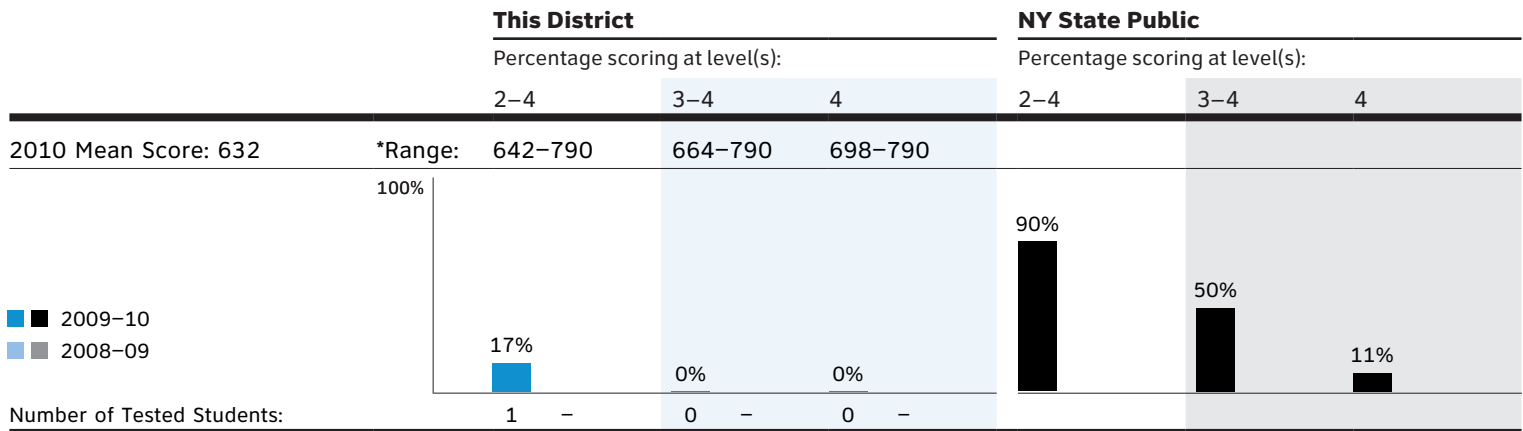 This District NY State Public
Percentage scoring at level(s): Percentage scoring at level(s):
2–4 3–4 4 2–4 3–4 4
2010 Mean Score: 632 *Range: 642–790 664–790 698–790
100%
90%
50%
2009–10
17% 0% 0% 11%
2008–09
Number of Tested Students: 1 – 0 – 0 –